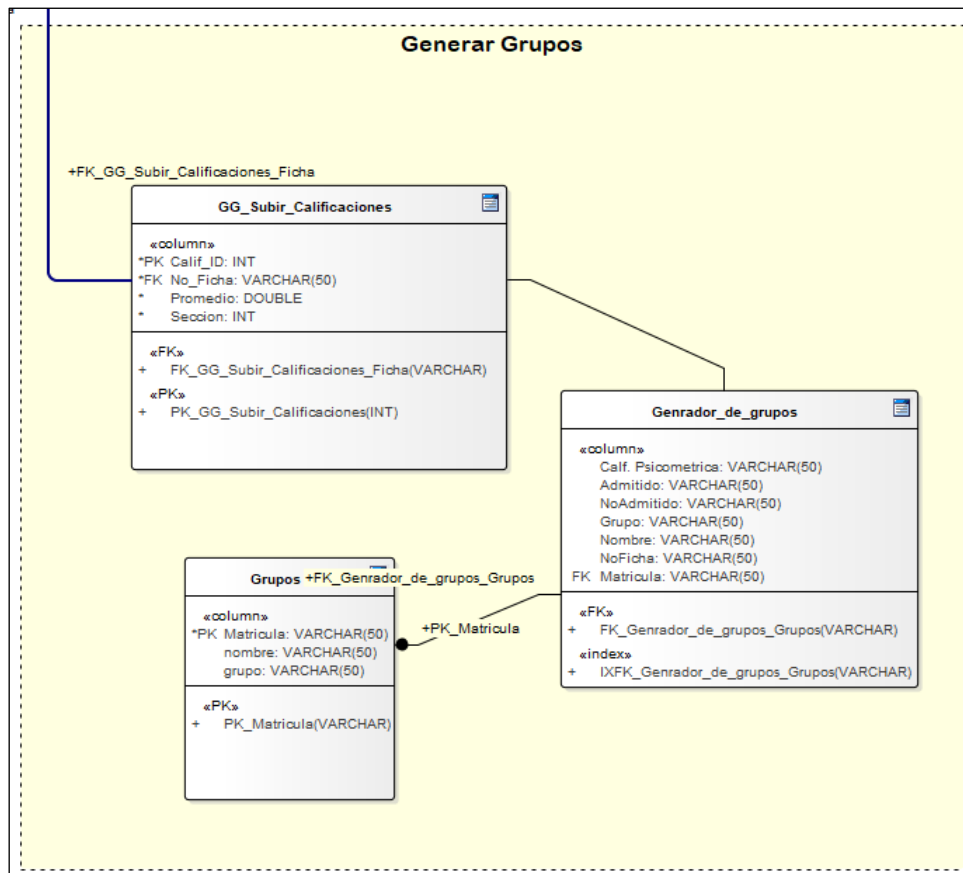 Generar Grupos
+FK_GG_Subir_Calificaciones_Ficha
GG_Subir_Calificaciones
«column»
*PK Calif_ID: INT
*FK No_Ficha: VARCHAR(50)
* Promedio: DOUBLE
* Seccion: INT
«FK»
+ FK_GG_Subir_Calificaciones_Ficha(VARCHAR)
«PK»
+ PK_GG_Subir_Calificaciones(INT)
Genrador_de_grupos
«column»
Calf. Psicometrica: VARCHAR(50)
Admitido: VARCHAR(50)
NoAdmitido: VARCHAR(50)
Grupo: VARCHAR(50)
Nombre: VARCHAR(50)
NoFicha: VARCHAR(50)
FK Matricula: VARCHAR(50)
«FK»
+ FK_Genrador_de_grupos_Grupos(VARCHAR)
«index»
+ IXFK_Genrador_de_grupos_Grupos(VARCHAR)
Grupos
+FK_Genrador_de_grupos_Grupos
+PK_Matricula
«column»
*PK Matricula: VARCHAR(50)
nombre: VARCHAR(50)
grupo: VARCHAR(50)
«PK»
+ PK_Matricula(VARCHAR)